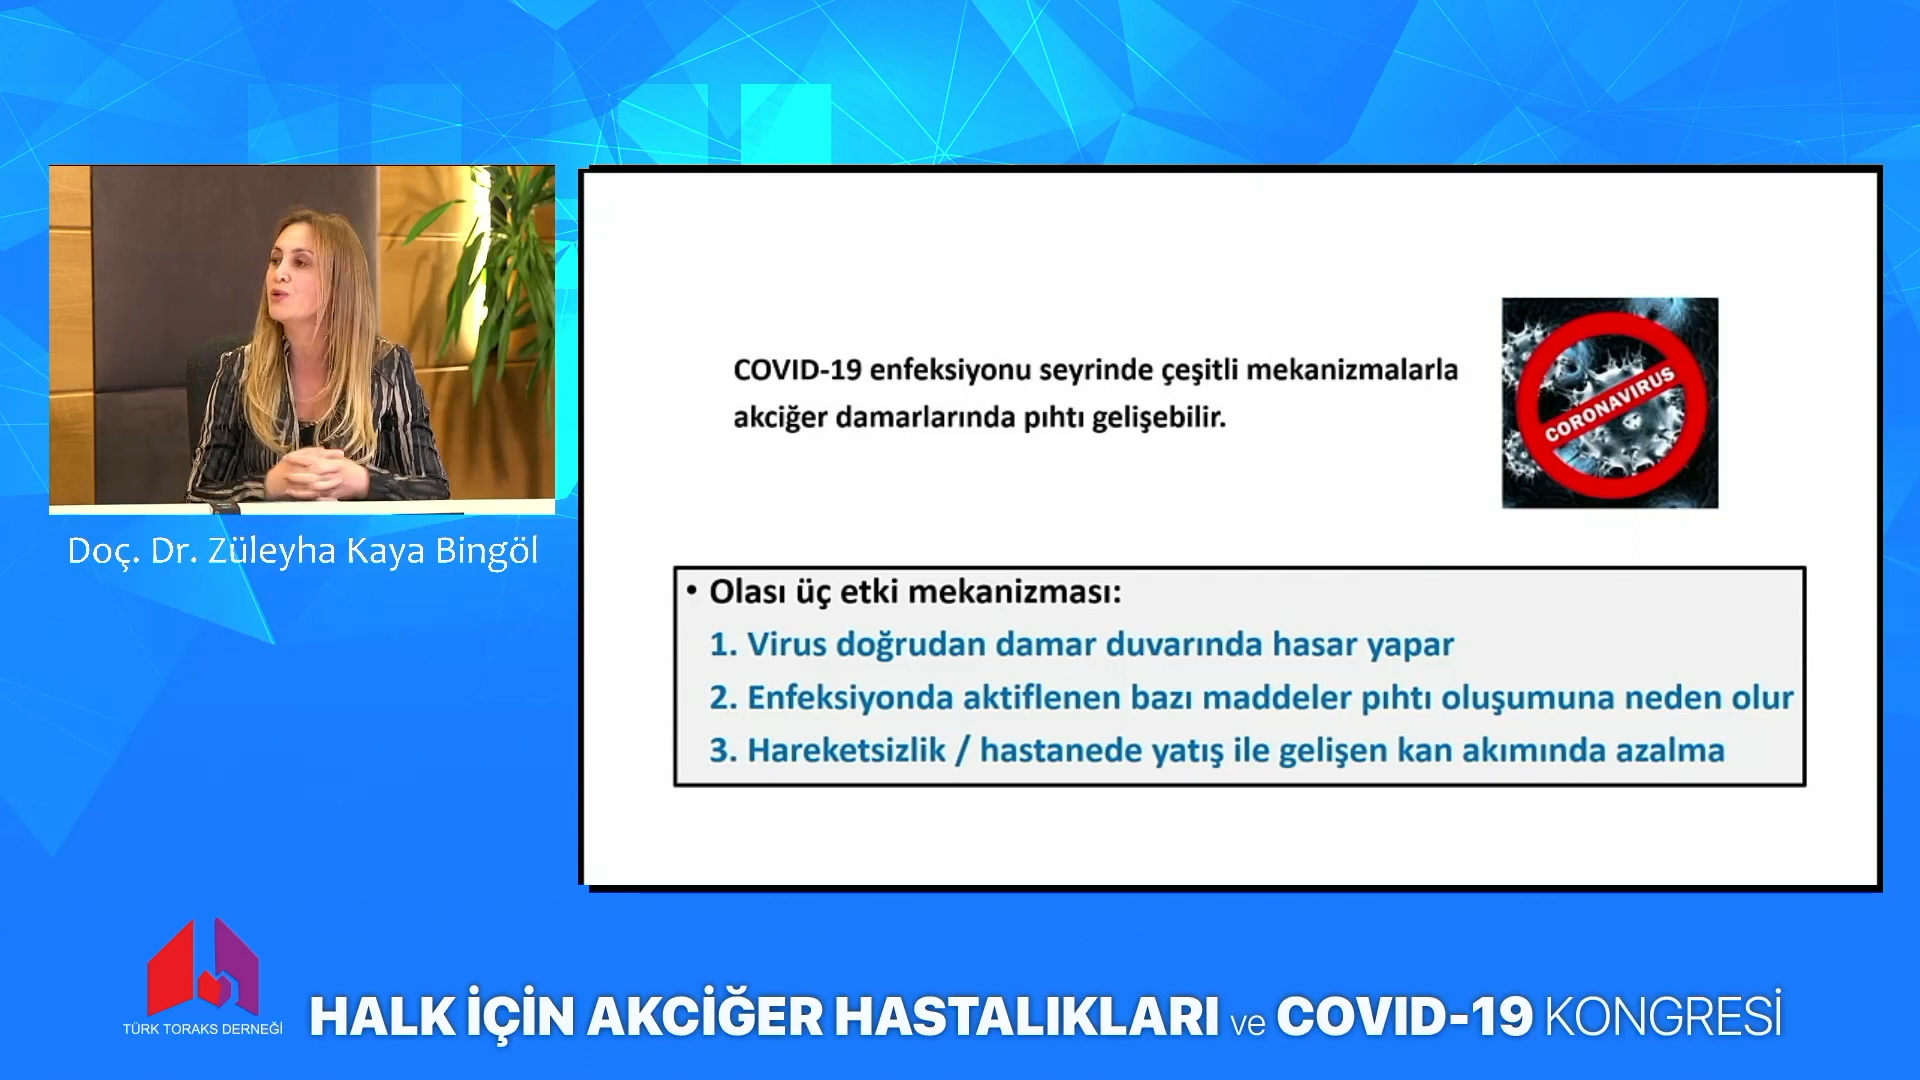 Doç. Dr. Züleyha Kaya Bingöl
COVID-19 enfeksiyonu seyrinde çeşitli mekanizmalarla
akciğer damarlarında pıhtı gelişebilir.
CORONAVIRUS
• Olası üç etki mekanizması:
1. Virus doğrudan damar duvarında hasar yapar
2. Enfeksiyonda aktiflenen bazı maddeler pıhtı oluşumuna neden olur
3. Hareketsizlik / hastanede yatış ile gelişen kan akımında azalma
TÜRK TORAKS DERNEĞİ
HALK İÇİN AKCİĞER HASTALIKLARI ve COVID-19 KONGRESİ